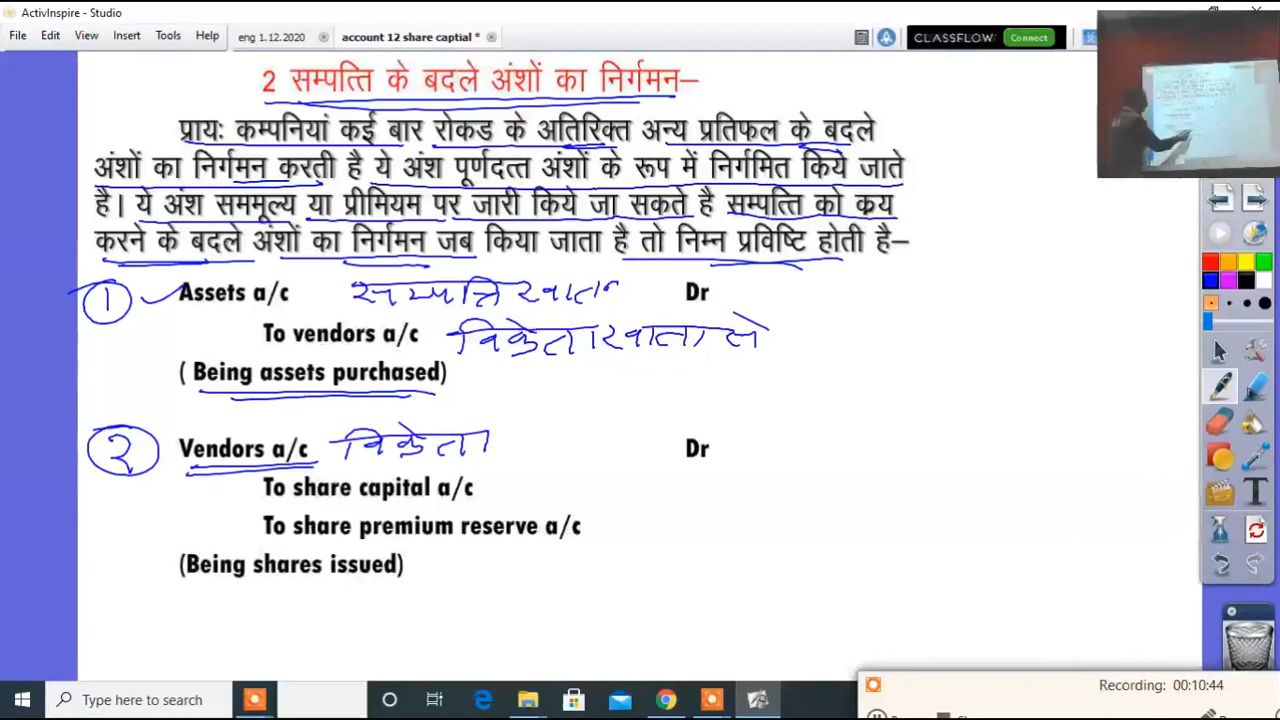 ActivInspire - Studio
File Edit View Insert Tools Help
eng 1.12.2020
account 12 share captial *
CLASSFLOW Connect
2 सम्पत्ति के बदले अंशों का निर्गमन–
प्रायः कम्पनियां कई बार रोकड के अतिरिक्त अन्य प्रतिफल के बदले
अंशों का निर्गमन करती है ये अंश पूर्णदत्त अंशों के रूप में निर्गमित किये जाते
है। ये अंश सममूल्य या प्रीमियम पर जारी किये जा सकते है सम्पत्ति को क्रय
करने के बदले अंशों का निर्गमन जब किया जाता है तो निम्न प्रविष्टि होती है–
1 Assets a/c सम्पत्ति खाता Dr
To vendors a/c विक्रेता खाता से
( Being assets purchased)
२ Vendors a/c विक्रेता Dr
To share capital a/c
To share premium reserve a/c
(Being shares issued)
Type here to search
Recording: 00:10:44